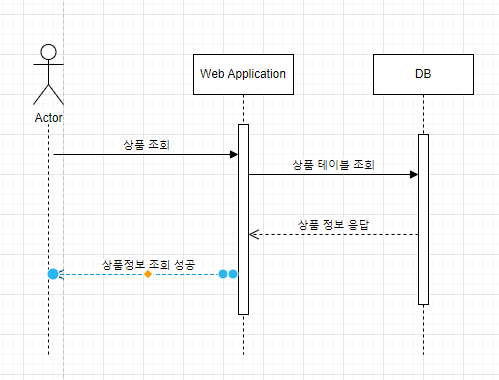 Web Application
DB
Actor
상품 조회
상품 테이블 조회
상품 정보 응답
상품정보 조회 성공